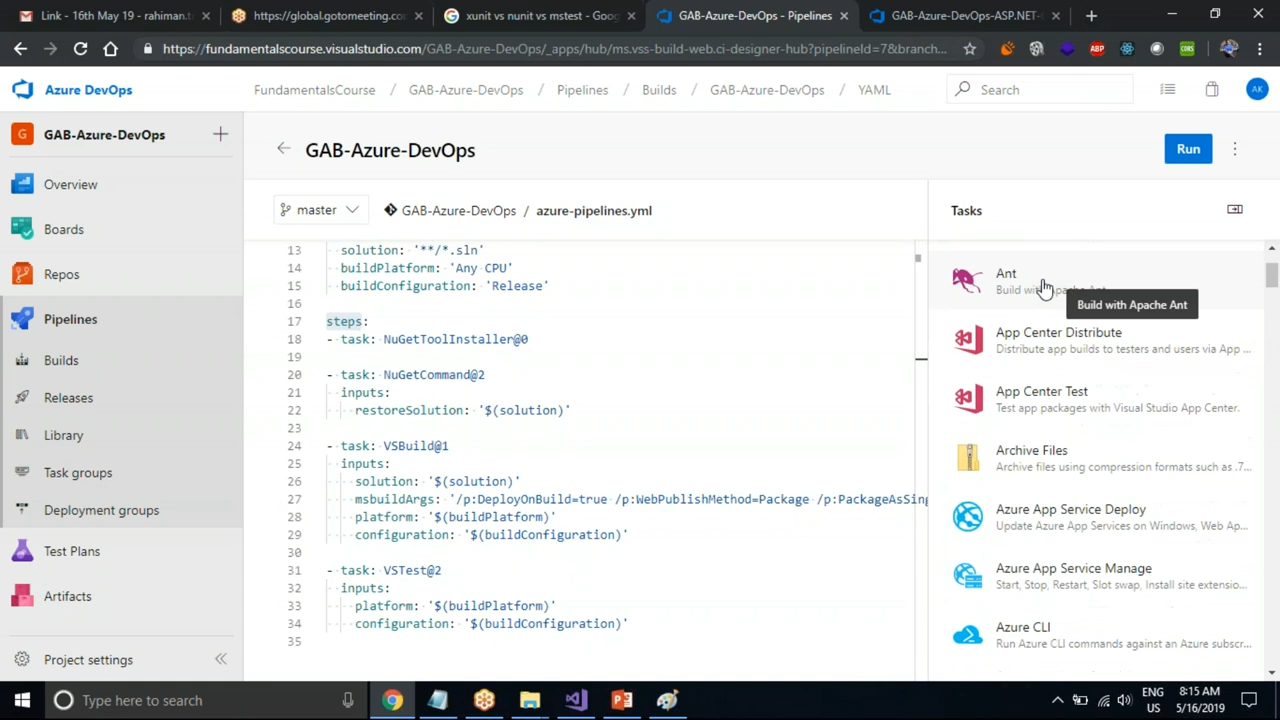 Link - 16th May 19 - rahiman.t
https://global.gotomeeting.co
xunit vs nunit vs mstest - Goog
GAB-Azure-DevOps - Pipelines
GAB-Azure-DevOps-ASP.NET-
https://fundamentalscourse.visualstudio.com/GAB-Azure-DevOps/_apps/hub/ms.vss-build-web.ci-designer-hub?pipelineId=7&branch...
ABP
CORS
Azure DevOps
FundamentalsCourse / GAB-Azure-DevOps / Pipelines / Builds / GAB-Azure-DevOps / YAML
Search
AK
G GAB-Azure-DevOps
Overview
Boards
Repos
Pipelines
Builds
Releases
Library
Task groups
Deployment groups
Test Plans
Artifacts
Project settings
GAB-Azure-DevOps
Run
master
GAB-Azure-DevOps / azure-pipelines.yml
13 solution: '**/*.sln'
14 buildPlatform: 'Any CPU'
15 buildConfiguration: 'Release'
16
17 steps:
18 - task: NuGetToolInstaller@0
19
20 - task: NuGetCommand@2
21 inputs:
22 restoreSolution: '$(solution)'
23
24 - task: VSBuild@1
25 inputs:
26 solution: '$(solution)'
27 msbuildArgs: '/p:DeployOnBuild=true /p:WebPublishMethod=Package /p:PackageAsSing
28 platform: '$(buildPlatform)'
29 configuration: '$(buildConfiguration)'
30
31 - task: VSTest@2
32 inputs:
33 platform: '$(buildPlatform)'
34 configuration: '$(buildConfiguration)'
35
Tasks
Ant
Build with Apache Ant
Build with Apache Ant
App Center Distribute
Distribute app builds to testers and users via App ...
App Center Test
Test app packages with Visual Studio App Center.
Archive Files
Archive files using compression formats such as .7...
Azure App Service Deploy
Update Azure App Services on Windows, Web Ap...
Azure App Service Manage
Start, Stop, Restart, Slot swap, Install site extensio...
Azure CLI
Run Azure CLI commands against an Azure subscr...
Type here to search
ENG
US
8:15 AM
5/16/2019